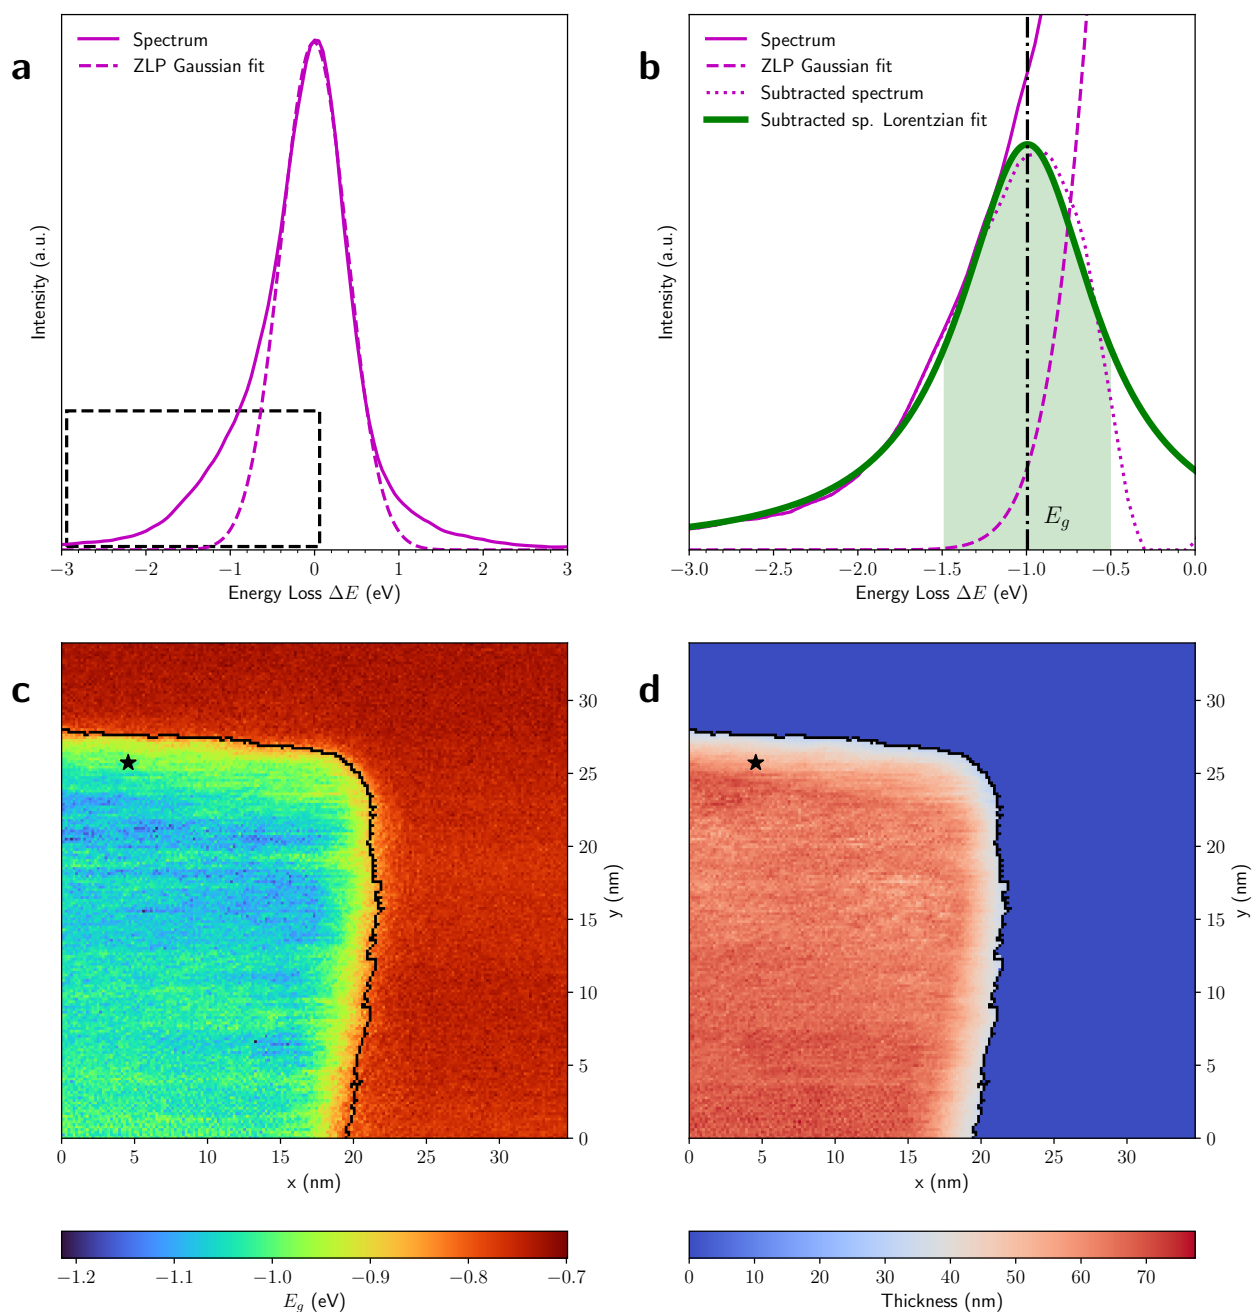 a
Spectrum
ZLP Gaussian fit
Intensity (a.u.)
−3 −2 −1 0 1 2 3
Energy Loss ΔE (eV)
b
Spectrum
ZLP Gaussian fit
Subtracted spectrum
Subtracted sp. Lorentzian fit
E_g
Intensity (a.u.)
−3.0 −2.5 −2.0 −1.5 −1.0 −0.5 0.0
Energy Loss ΔE (eV)
c
30
25
20
15
10
5
0
y (nm)
0 5 10 15 20 25 30
x (nm)
−1.2 −1.1 −1.0 −0.9 −0.8 −0.7
E_g (eV)
d
30
25
20
15
10
5
0
y (nm)
0 5 10 15 20 25 30
x (nm)
0 10 20 30 40 50 60 70
Thickness (nm)